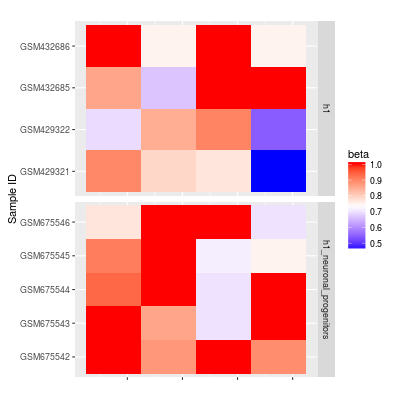 Sample ID
GSM432686
GSM432685
GSM429322
GSM429321
h1
GSM675546
GSM675545
GSM675544
GSM675543
GSM675542
h1_neuronal_progenitors
beta
1.0
0.9
0.8
0.7
0.6
0.5